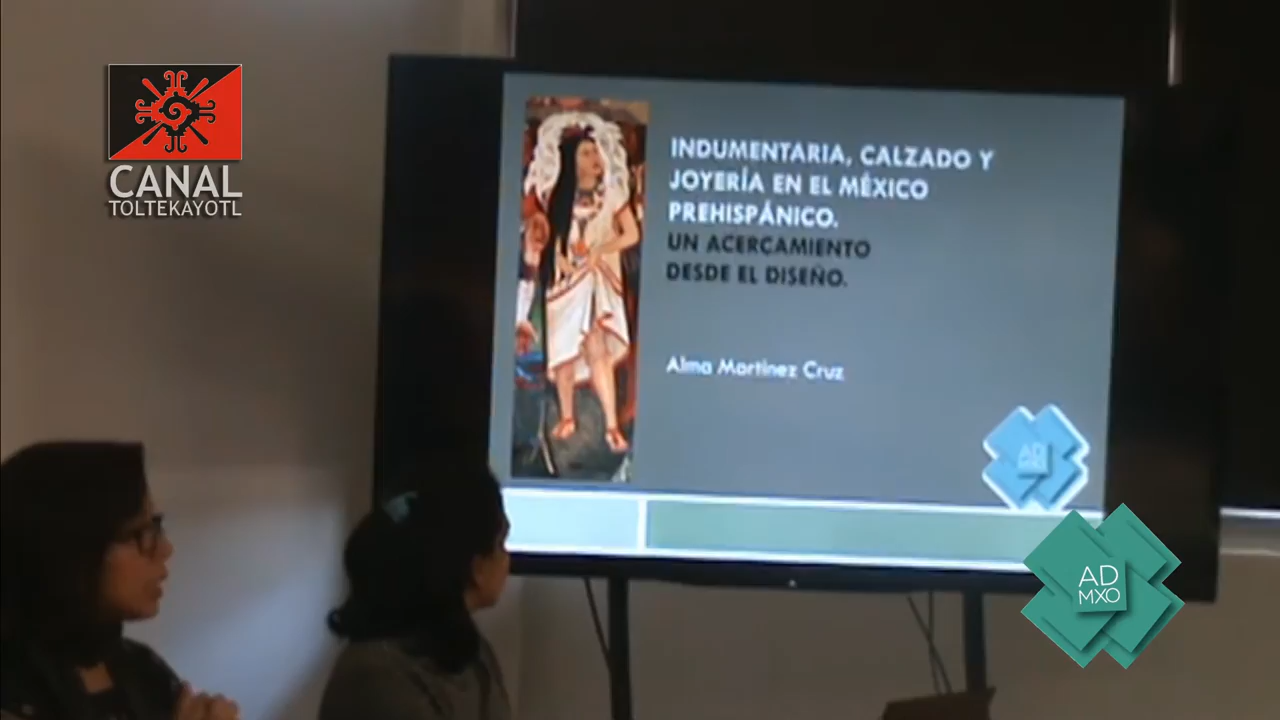 CANAL
TOLTEKAYOTL
INDUMENTARIA, CALZADO Y
JOYERÍA EN EL MÉXICO
PREHISPÁNICO.
UN ACERCAMIENTO
DESDE EL DISEÑO.
Alma Martínez Cruz
AD
AD
MXO